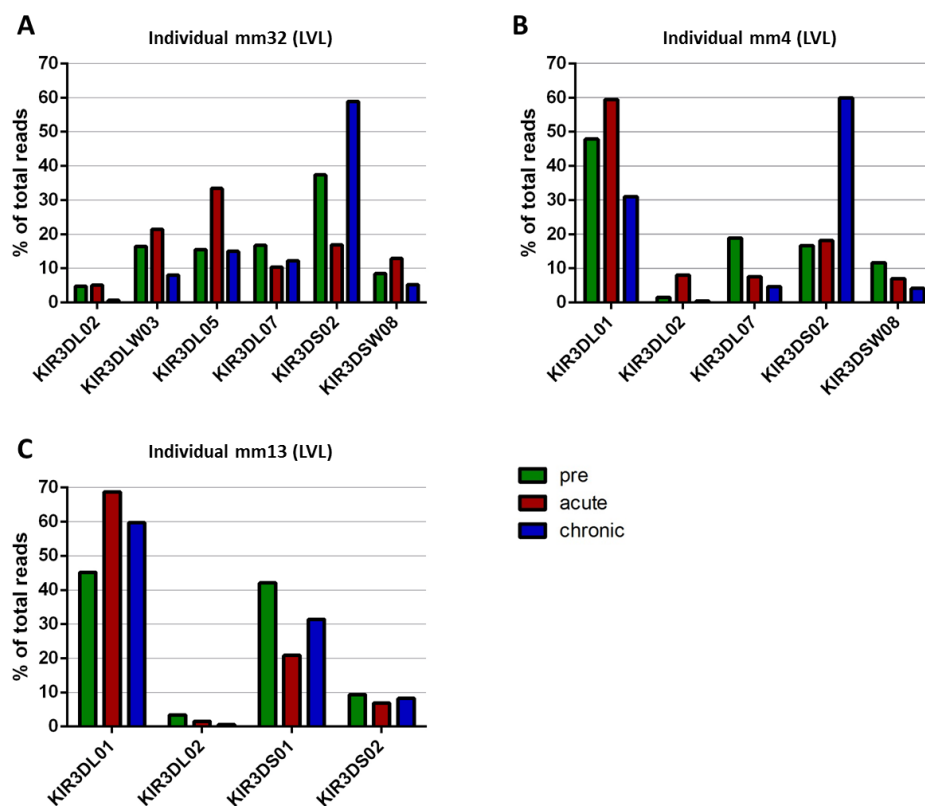 A
Individual mm32 (LVL)
% of total reads
70
60
50
40
30
20
10
0
KIR3DL02
KIR3DLW03
KIR3DL05
KIR3DL07
KIR3DS02
KIR3DSW08
B
Individual mm4 (LVL)
% of total reads
70
60
50
40
30
20
10
0
KIR3DL01
KIR3DL02
KIR3DL07
KIR3DS02
KIR3DSW08
C
Individual mm13 (LVL)
% of total reads
70
60
50
40
30
20
10
0
KIR3DL01
KIR3DL02
KIR3DS01
KIR3DS02
pre
acute
chronic